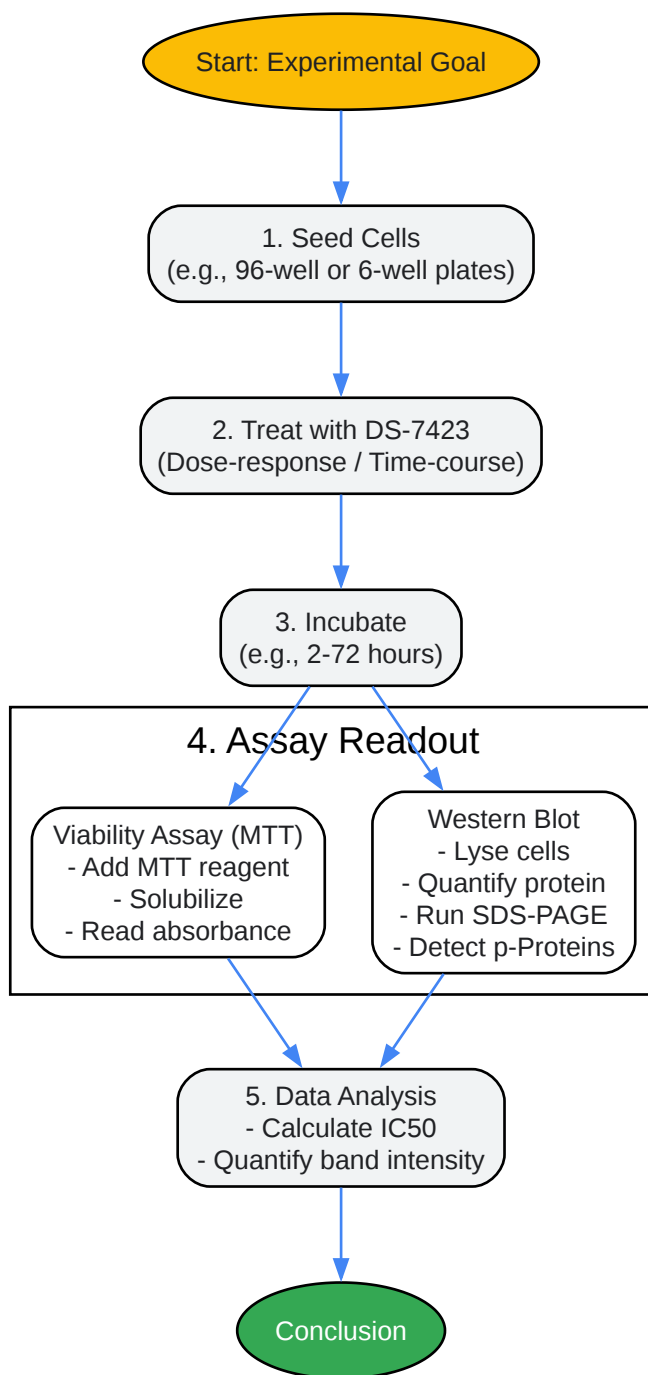 Start: Experimental Goal
1. Seed Cells
(e.g., 96-well or 6-well plates)
2. Treat with DS-7423
(Dose-response / Time-course)
3. Incubate
(e.g., 2-72 hours)
4. Assay Readout
Viability Assay (MTT)
- Add MTT reagent
- Solubilize
- Read absorbance
Western Blot
- Lyse cells
- Quantify protein
- Run SDS-PAGE
- Detect p-Proteins
5. Data Analysis
- Calculate IC50
- Quantify band intensity
Conclusion